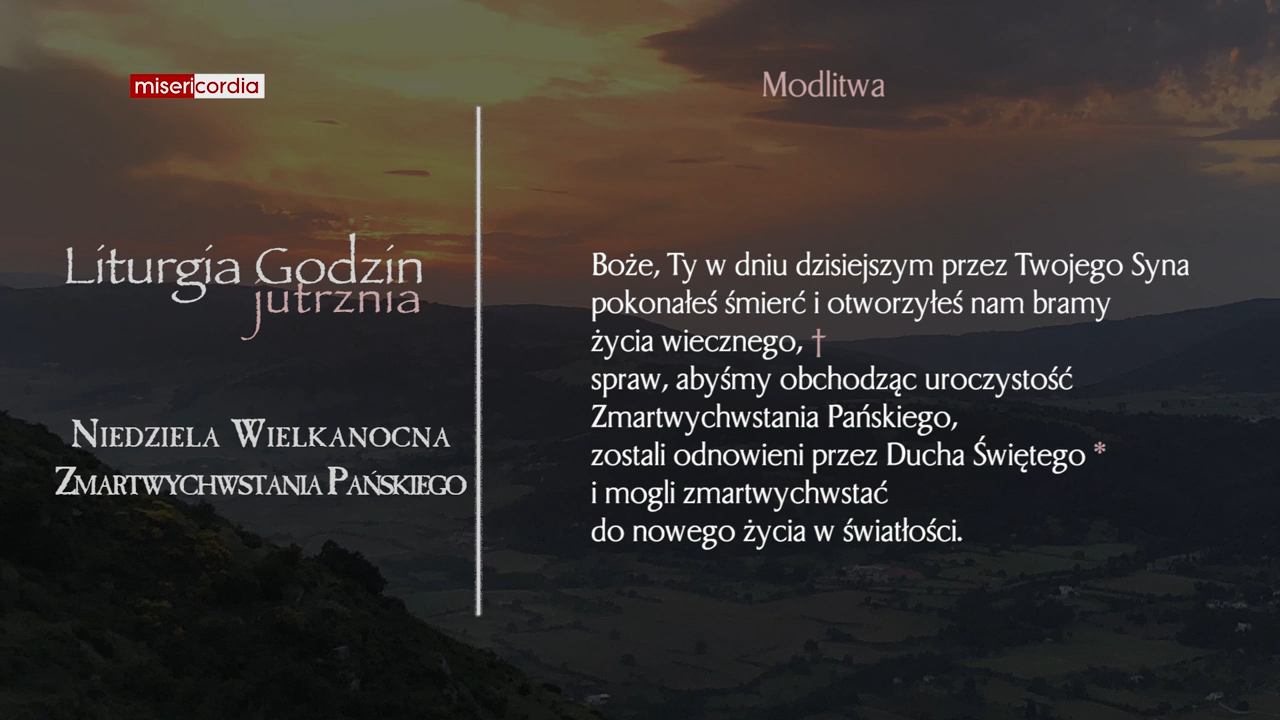 misericordia
Liturgia Godzin
jutrznia
Niedziela Wielkanocna
Zmartwychwstania Pańskiego
Modlitwa
Boże, Ty w dniu dzisiejszym przez Twojego Syna
pokonałeś śmierć i otworzyłeś nam bramy
życia wiecznego, †
spraw, abyśmy obchodząc uroczystość
Zmartwychwstania Pańskiego,
zostali odnowieni przez Ducha Świętego *
i mogli zmartwychwstać
do nowego życia w światłości.